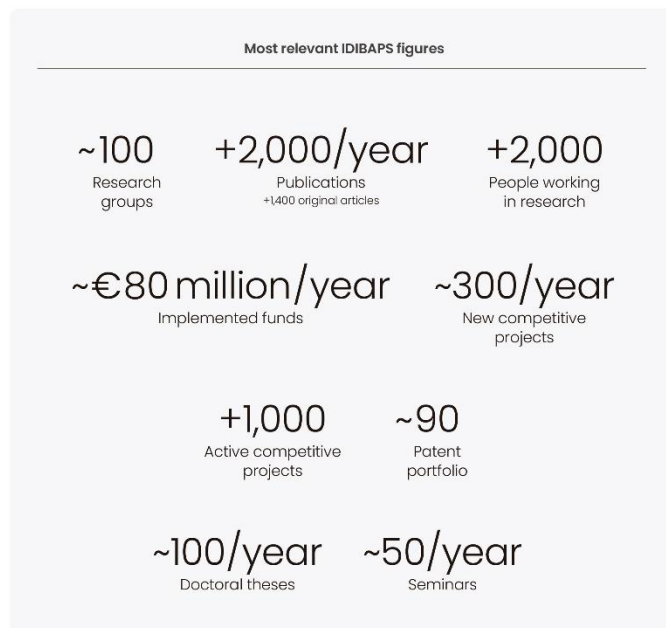 Most relevant IDIBAPS figures
~100
Research
groups
+2,000/year
Publications
+1,400 original articles
+2,000
People working
in research
~€80 million/year
Implemented funds
~300/year
New competitive
projects
+1,000
Active competitive
projects
~90
Patent
portfolio
~100/year
Doctoral theses
~50/year
Seminars